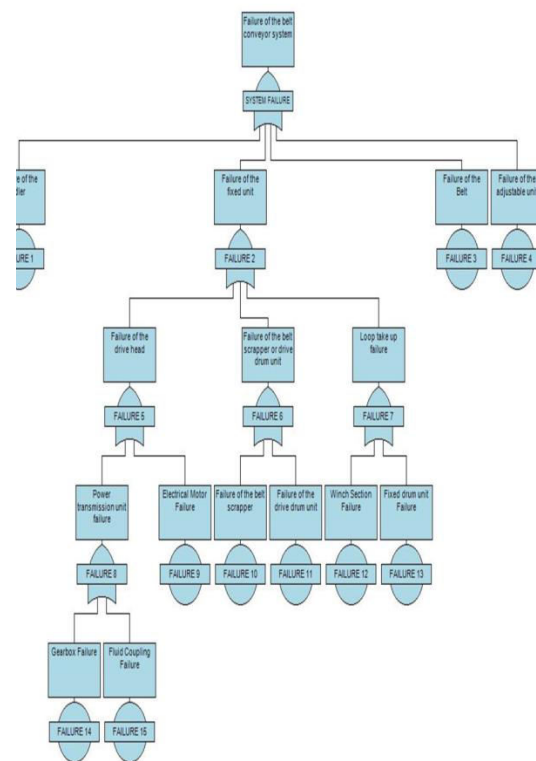 Failure of the belt
conveyor system
SYSTEM FAILURE
of the
Failure of the
fixed unit
Failure of the
Belt
Failure of the
adjustable unit
FAILURE 2
FAILURE 3
FAILURE 4
Failure of the
drive head
Failure of the belt
scrapper or drive
drum unit
Loop take up
failure
FAILURE 5
FAILURE 6
FAILURE 7
Power
transmission unit
failure
Electrical Motor
Failure
Failure of the belt
scrapper
Failure of the
drive drum unit
Winch Section
Failure
Fixed drum unit
Failure
FAILURE 8
FAILURE 9
FAILURE 10
FAILURE 11
FAILURE 12
FAILURE 13
Gearbox Failure
Fluid Coupling
Failure
FAILURE 14
FAILURE 15